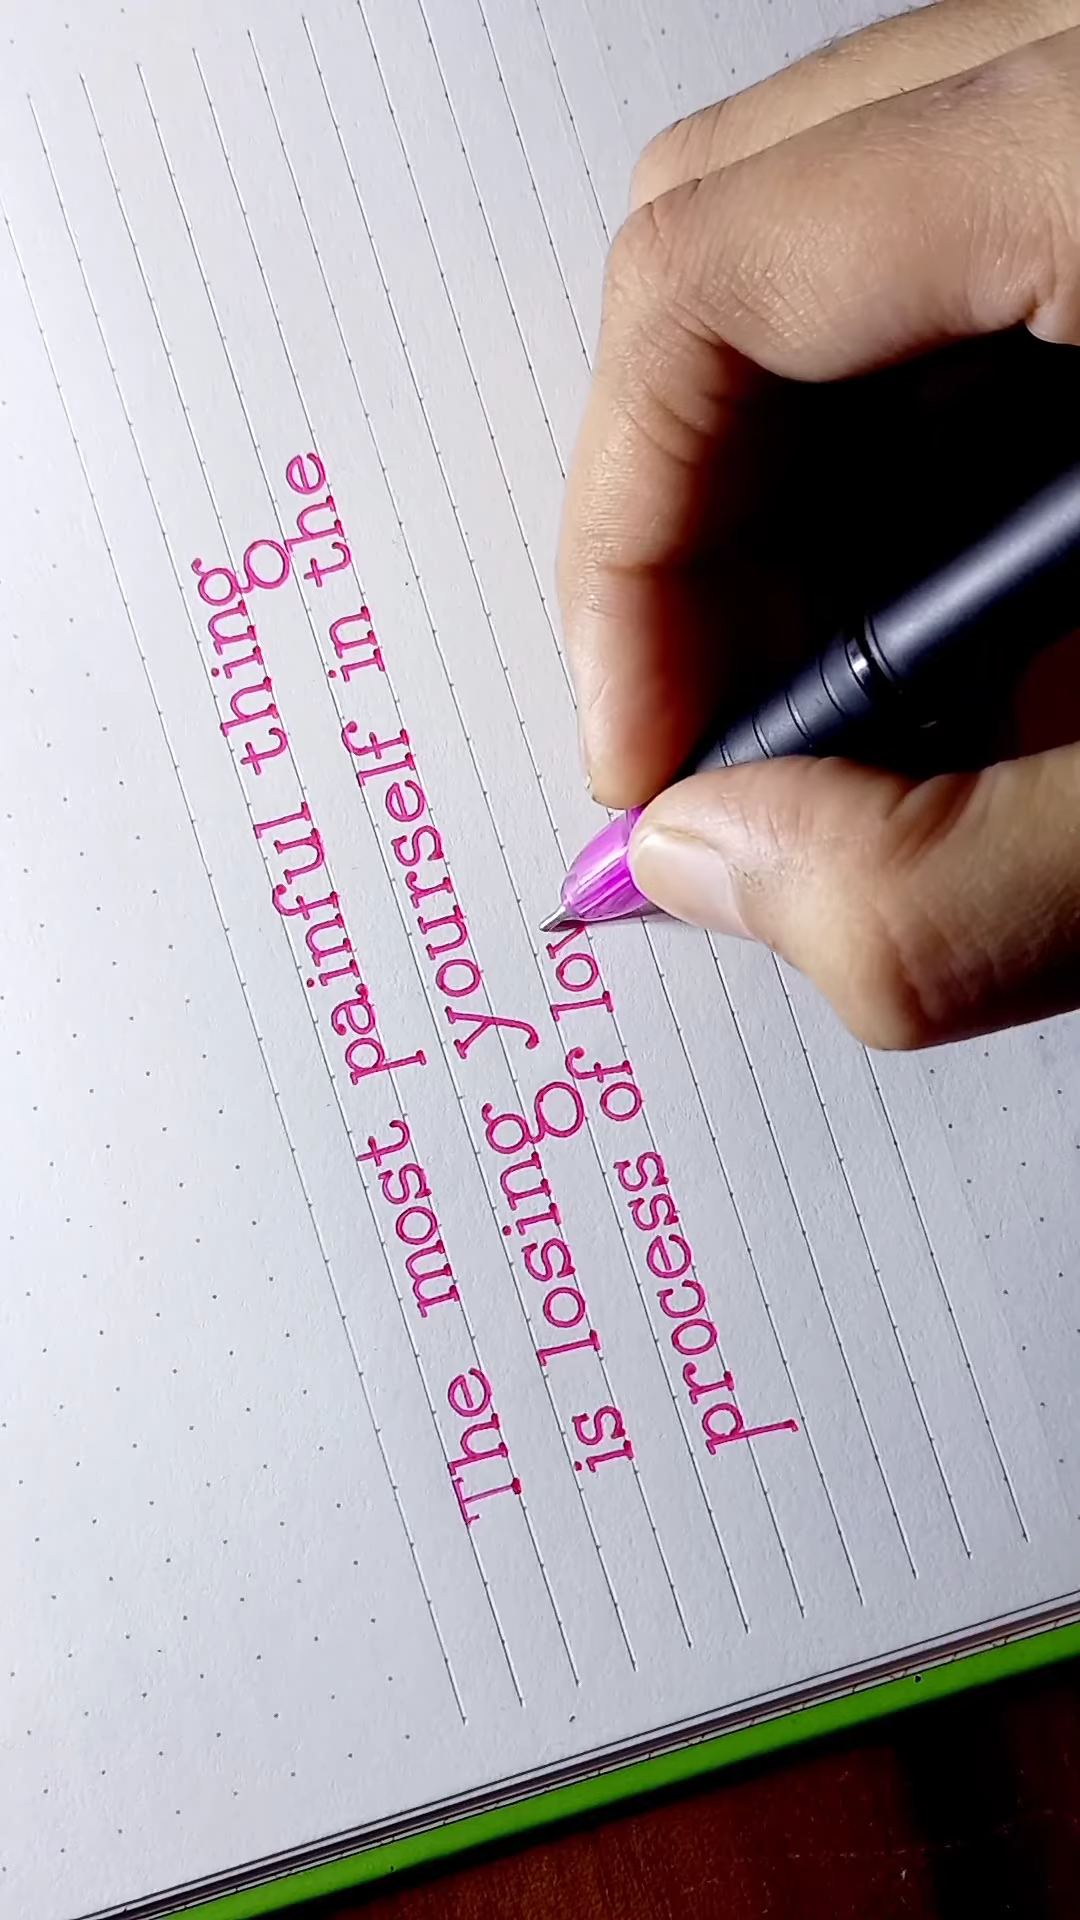 The most painful thing
is losing yourself in the
process of lov